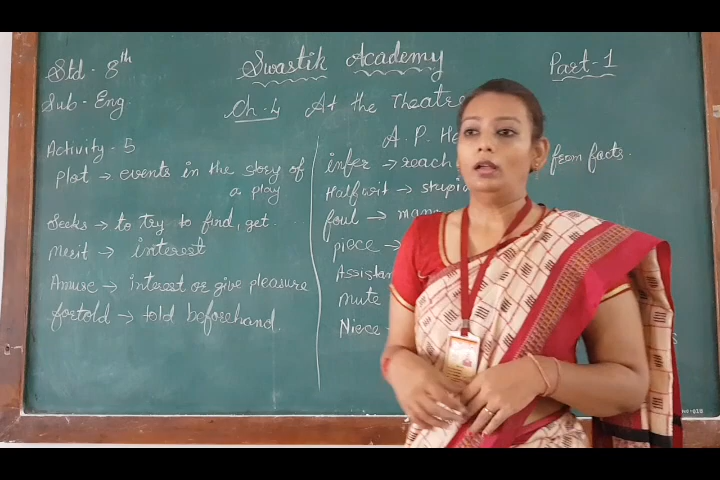 Std - 8th
Swastik Academy
Part-1
Sub - Eng.
Ch-4 At the Theatre
Activity - 5
A. P. He
Plot → events in the story of
a play
Seeks → to try to find, get.
Merit → interest
Amuse → interest or give pleasure
fortold → told beforehand.
infer → reach from facts.
Halfwit → stupid
foul →
piece →
Assistan
mute
Niece